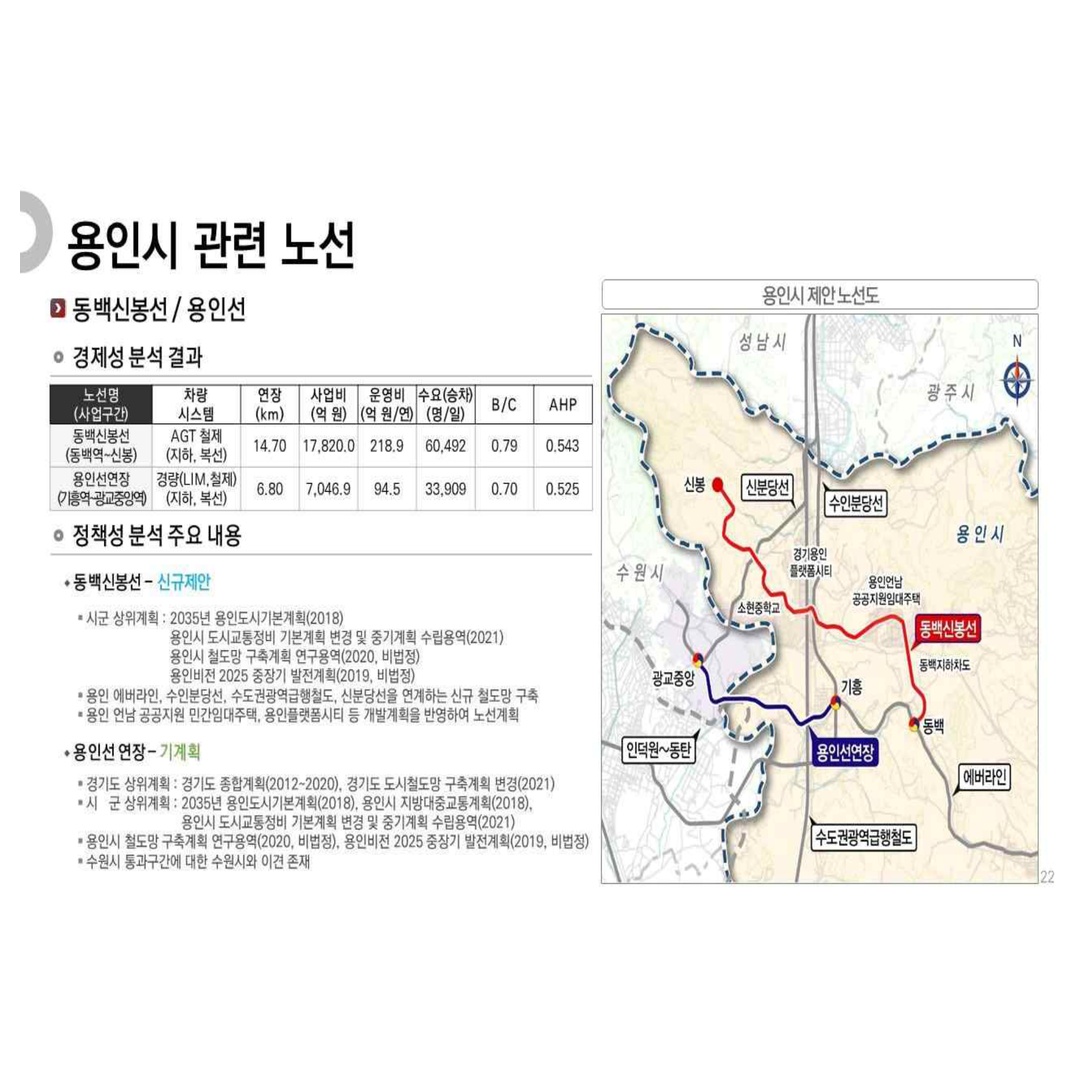 용인시 관련 노선
동백신봉선 / 용인선
경제성 분석 결과
노선명 (사업구간) 차량 시스템 연장 (km) 사업비 (억 원) 운영비 (억 원/연) 수요(승차) (명/일) B/C AHP
동백신봉선 (동백역~신봉) AGT 철제 (지하, 복선) 14.70 17,820.0 218.9 60,492 0.79 0.543
용인선연장 (기흥역~광교중앙역) 경량(LIM,철제) (지하, 복선) 6.80 7,046.9 94.5 33,909 0.70 0.525
정책성 분석 주요 내용
동백신봉선 – 신규제안
시군 상위계획 : 2035년 용인도시기본계획(2018)
용인시 도시교통정비 기본계획 변경 및 중기계획 수립용역(2021)
용인시 철도망 구축계획 연구용역(2020, 비법정)
용인비전 2025 중장기 발전계획(2019, 비법정)
용인 에버라인, 수인분당선, 수도권광역급행철도, 신분당선을 연계하는 신규 철도망 구축
용인 언남 공공지원 민간임대주택, 용인플랫폼시티 등 개발계획을 반영하여 노선계획
용인선 연장 – 기계획
경기도 상위계획 : 경기도 종합계획(2012~2020), 경기도 도시철도망 구축계획 변경(2021)
시 군 상위계획 : 2035년 용인도시기본계획(2018), 용인시 지방대중교통계획(2018),
용인시 도시교통정비 기본계획 변경 및 중기계획 수립용역(2021)
용인시 철도망 구축계획 연구용역(2020, 비법정), 용인비전 2025 중장기 발전계획(2019, 비법정)
수원시 통과구간에 대한 수원시와 이견 존재
용인시 제안 노선도
성남시
N
광주시
신봉
신분당선
수인분당선
용인시
경기용인
플랫폼시티
수원시
용인언남
공공지원임대주택
소현중학교
동백신봉선
동백지하차도
광교중앙
기흥
동백
인덕원~동탄
용인선연장
에버라인
수도권광역급행철도
22